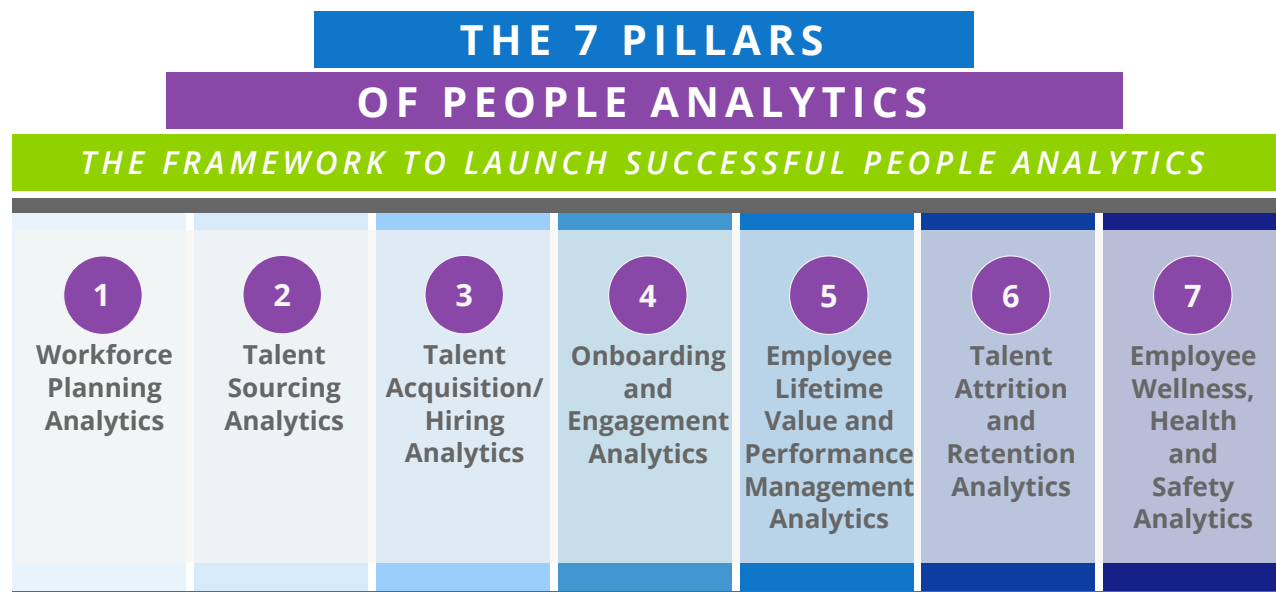 THE 7 PILLARS
OF PEOPLE ANALYTICS
THE FRAMEWORK TO LAUNCH SUCCESSFUL PEOPLE ANALYTICS
1
Workforce
Planning
Analytics
2
Talent
Sourcing
Analytics
3
Talent
Acquisition/
Hiring
Analytics
4
Onboarding
and
Engagement
Analytics
5
Employee
Lifetime
Value and
Performance
Management
Analytics
6
Talent
Attrition
and
Retention
Analytics
7
Employee
Wellness,
Health
and
Safety
Analytics